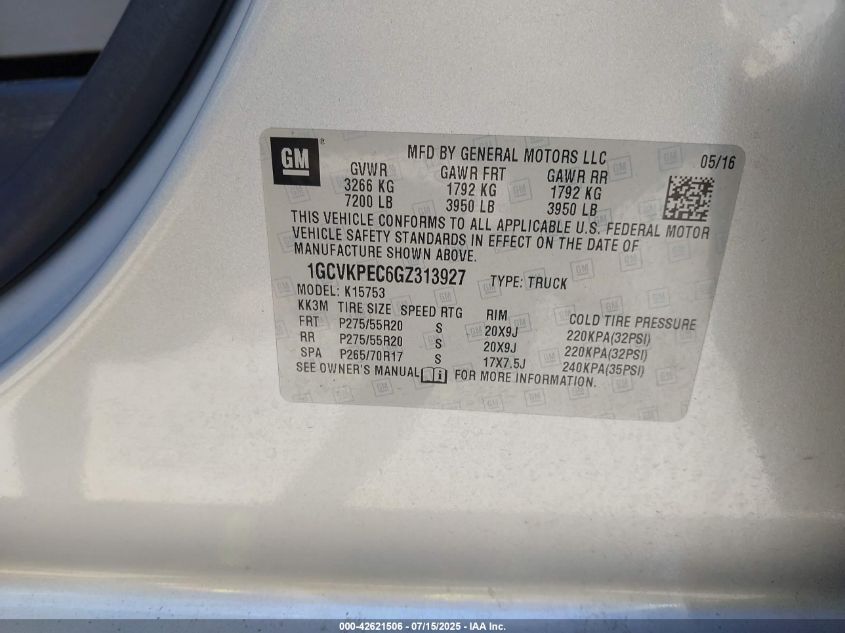 GM®
MFD BY GENERAL MOTORS LLC 05/16
GVWR GAWR FRT GAWR RR
3266 KG 1792 KG 1792 KG
7200 LB 3950 LB 3950 LB
THIS VEHICLE CONFORMS TO ALL APPLICABLE U.S. FEDERAL MOTOR
VEHICLE SAFETY STANDARDS IN EFFECT ON THE DATE OF
MANUFACTURE SHOWN ABOVE.
1GCVKPEC6GZ313927 TYPE: TRUCK
MODEL: K15753
KK3M TIRE SIZE SPEED RTG RIM COLD TIRE PRESSURE
FRT P275/55R20 S 20X9J 220KPA(32PSI)
RR P275/55R20 S 20X9J 220KPA(32PSI)
SPA P265/70R17 S 17X7.5J 240KPA(35PSI)
SEE OWNER'S MANUAL FOR MORE INFORMATION.
000-42621506 - 07/15/2025 - IAA Inc.